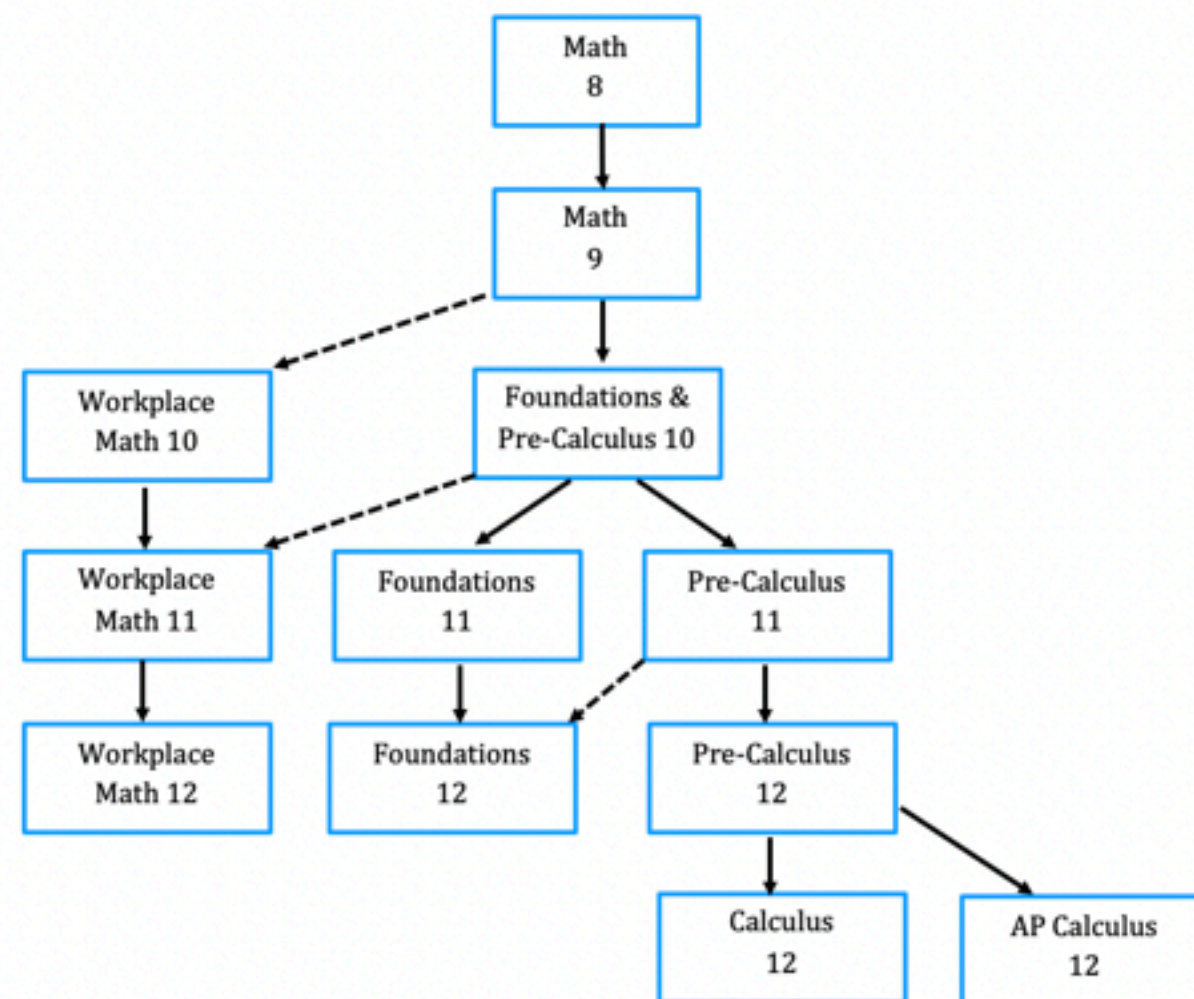 Math
8
Math
9
Workplace
Math 10
Foundations &
Pre-Calculus 10
Workplace
Math 11
Foundations
11
Pre-Calculus
11
Workplace
Math 12
Foundations
12
Pre-Calculus
12
Calculus
12
AP Calculus
12